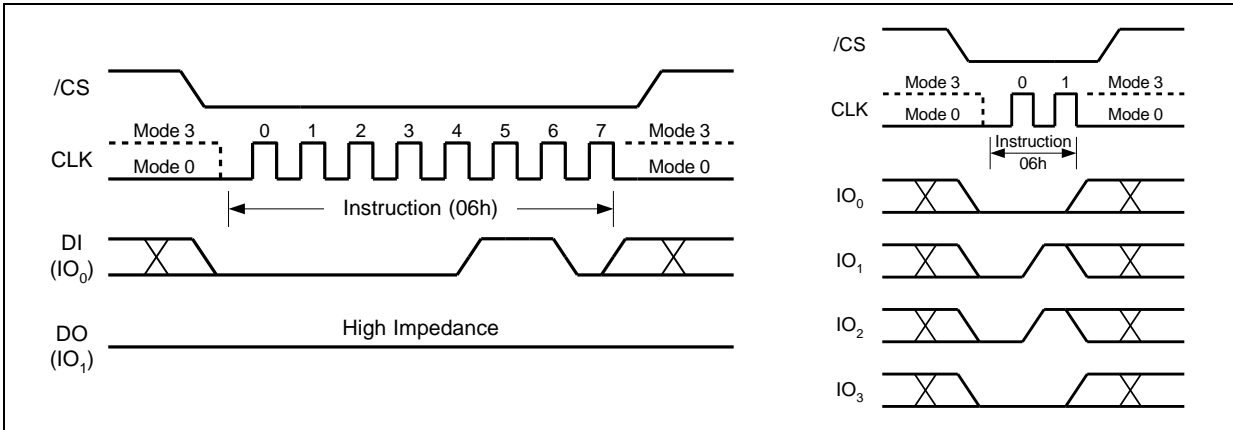 /CS
Mode 3 0 1 2 3 4 5 6 7 Mode 3
CLK
Mode 0 Mode 0
Instruction (06h)
DI
(IO₀)
High Impedance
DO
(IO₁)
/CS
Mode 3 0 1 Mode 3
CLK
Mode 0 Mode 0
Instruction
06h
IO₀
IO₁
IO₂
IO₃